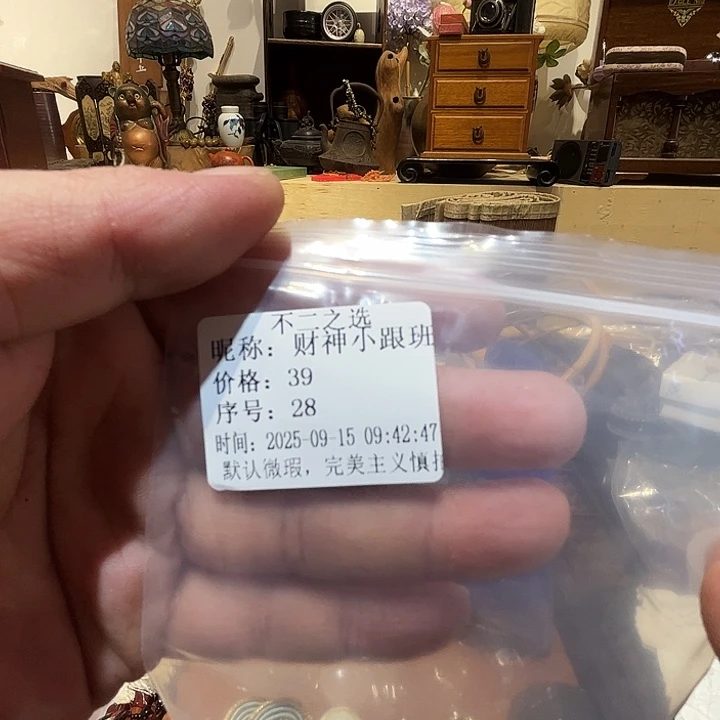 不二之选
昵称：财神小跟班
价格：39
序号：28
时间：2025-09-15 09:42:47
默认微瑕，完美主义慎拍